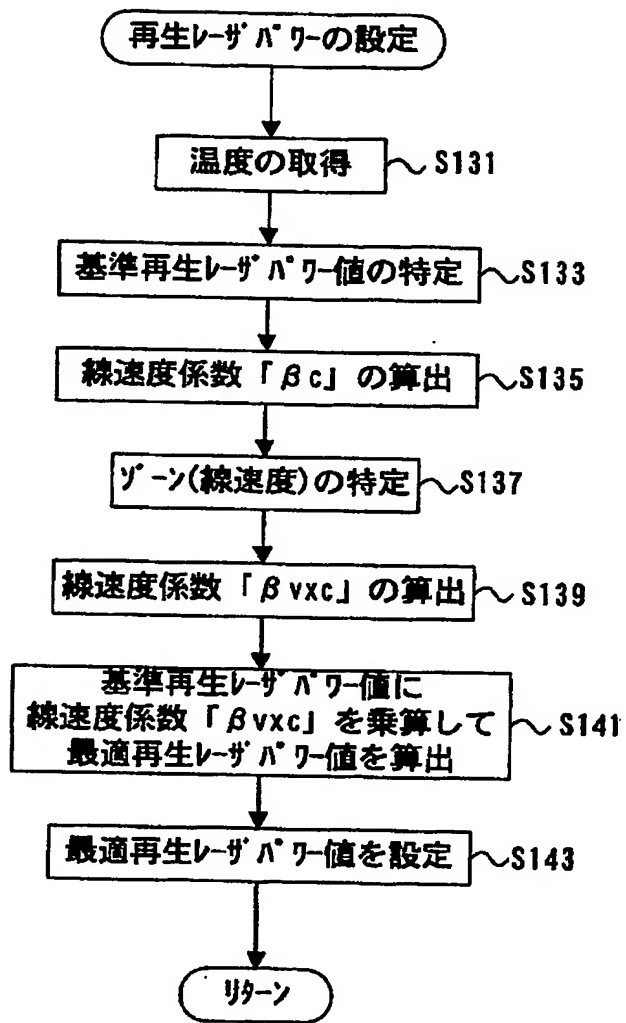 再生ﾚｰｻﾞﾊﾟﾜｰの設定
温度の取得
S131
基準再生ﾚｰｻﾞﾊﾟﾜｰ値の特定
S133
線速度係数「βc」の算出
S135
ｿﾞｰﾝ(線速度)の特定
S137
線速度係数「βvxc」の算出
S139
基準再生ﾚｰｻﾞﾊﾟﾜｰ値に
線速度係数「βvxc」を乗算して
最適再生ﾚｰｻﾞﾊﾟﾜｰ値を算出
S141
最適再生ﾚｰｻﾞﾊﾟﾜｰ値を設定
S143
ﾘﾀｰﾝ